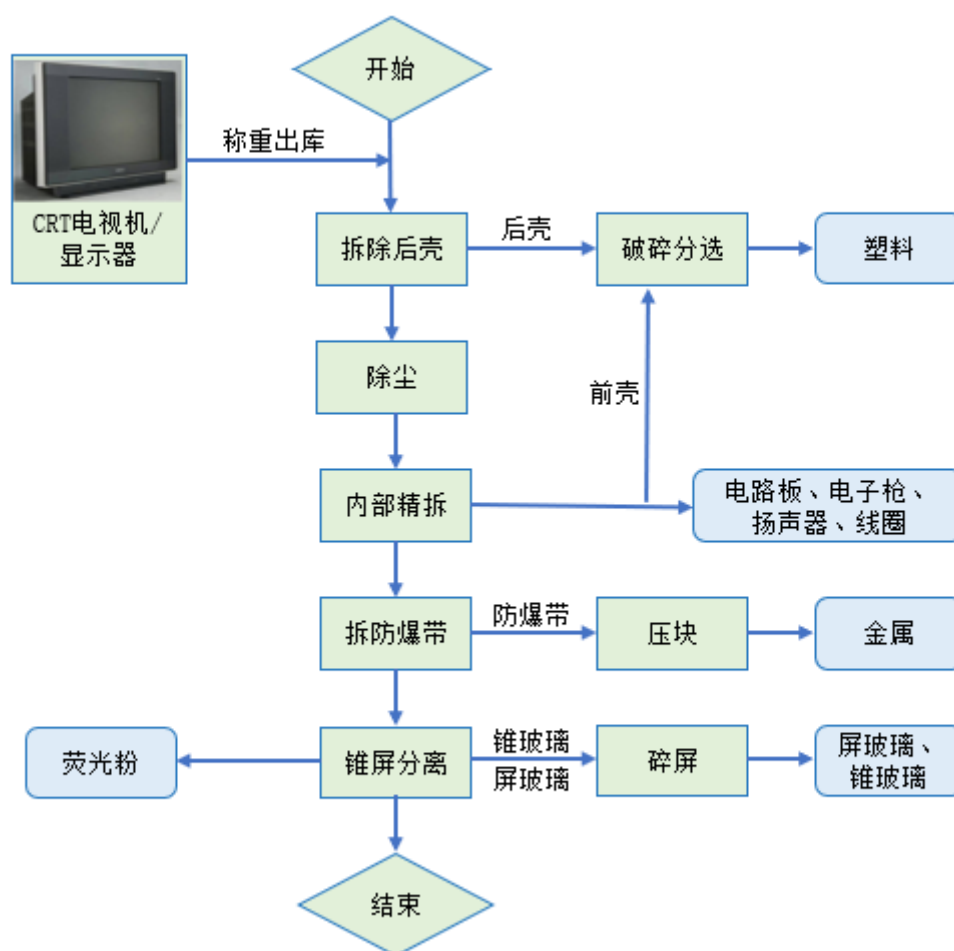 开始
称重出库
CRT电视机/
显示器
拆除后壳
后壳
破碎分选
塑料
除尘
前壳
内部精拆
电路板、电子枪、
扬声器、线圈
拆防爆带
防爆带
压块
金属
荧光粉
锥屏分离
锥玻璃
屏玻璃
碎屏
屏玻璃、
锥玻璃
结束